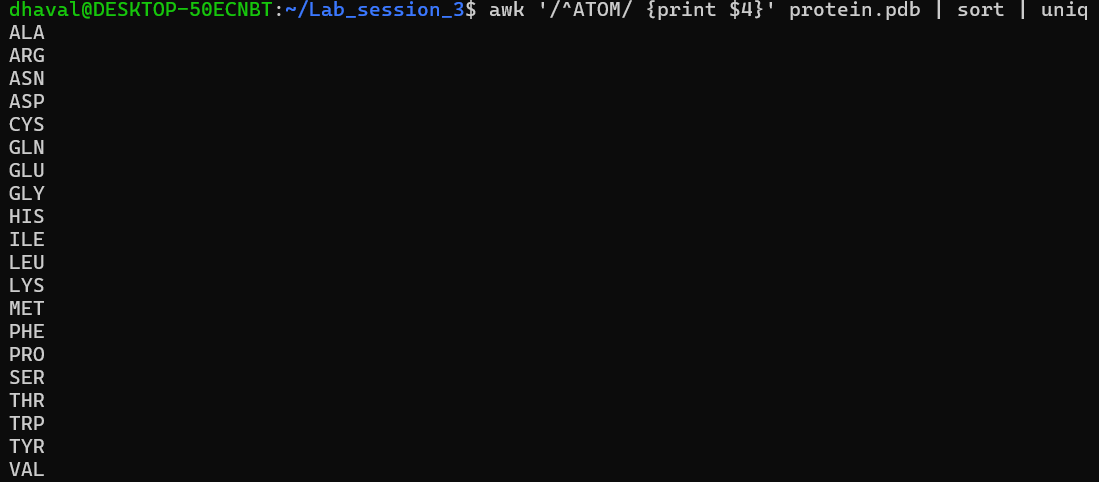 dhaval@DESKTOP-50ECNBT:~/Lab_session_3$ awk '/^ATOM/ {print $4}' protein.pdb | sort | uniq
ALA
ARG
ASN
ASP
CYS
GLN
GLU
GLY
HIS
ILE
LEU
LYS
MET
PHE
PRO
SER
THR
TRP
TYR
VAL